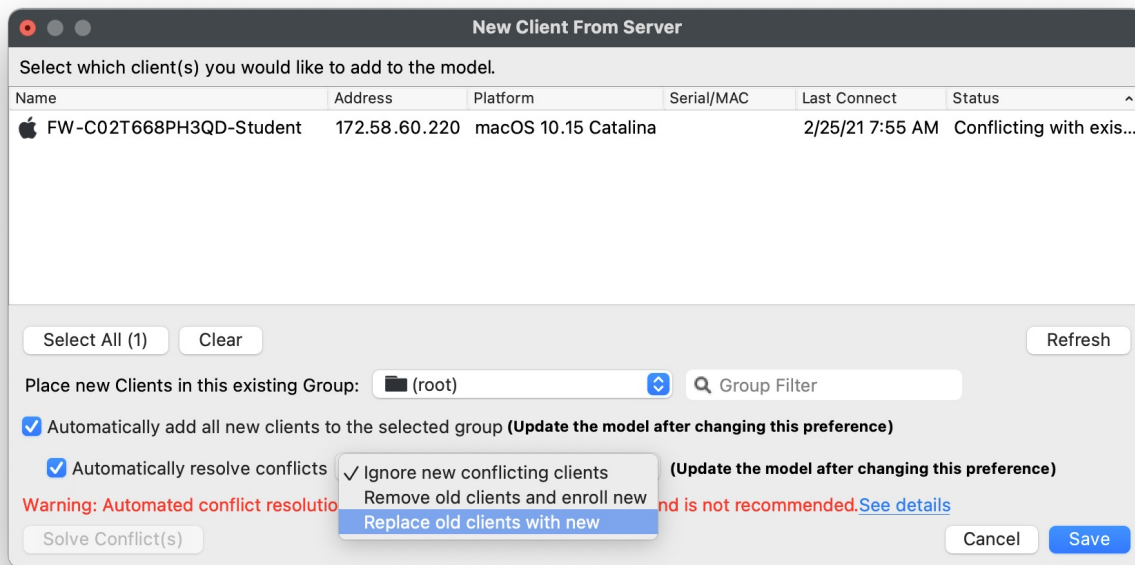 New Client From Server
Select which client(s) you would like to add to the model.
Name Address Platform Serial/MAC Last Connect Status
FW-C02T668PH3QD-Student 172.58.60.220 macOS 10.15 Catalina 2/25/21 7:55 AM Conflicting with exis...
Select All (1) Clear Refresh
Place new Clients in this existing Group: (root) Group Filter
Automatically add all new clients to the selected group (Update the model after changing this preference)
Automatically resolve conflicts Ignore new conflicting clients (Update the model after changing this preference)
Remove old clients and enroll new
Warning: Automated conflict resolutio nd is not recommended. See details
Replace old clients with new
Solve Conflict(s) Cancel Save